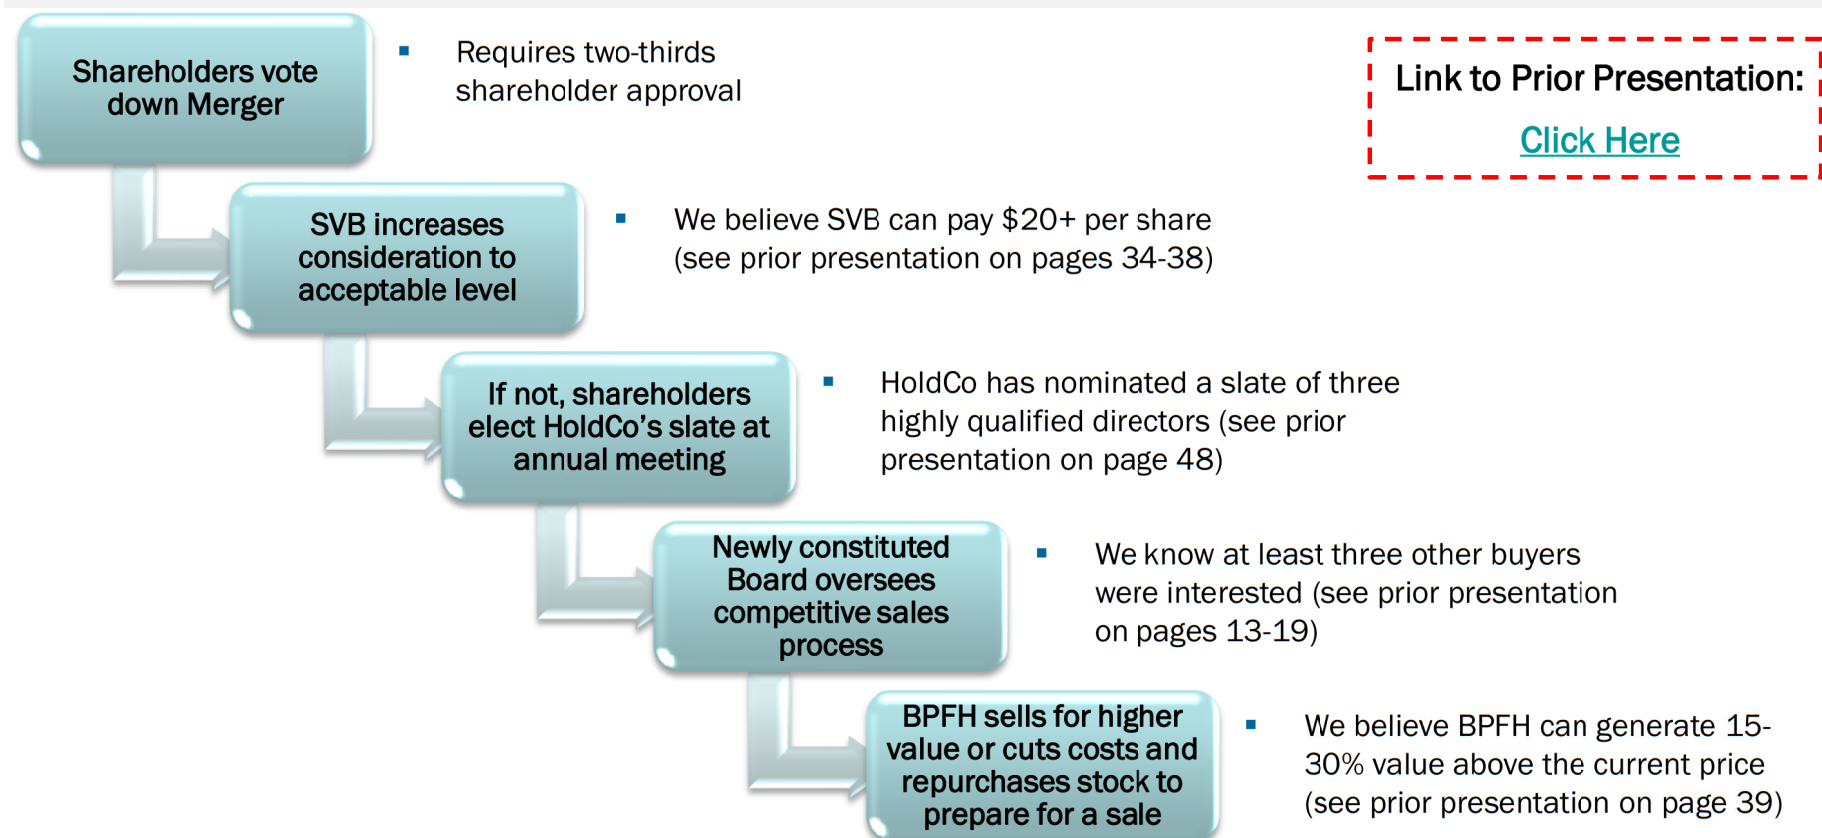 Shareholders vote
down Merger
▪ Requires two-thirds
shareholder approval
Link to Prior Presentation:
Click Here
SVB increases
consideration to
acceptable level
▪ We believe SVB can pay $20+ per share
(see prior presentation on pages 34-38)
If not, shareholders
elect HoldCo's slate at
annual meeting
▪ HoldCo has nominated a slate of three
highly qualified directors (see prior
presentation on page 48)
Newly constituted
Board oversees
competitive sales
process
▪ We know at least three other buyers
were interested (see prior presentation
on pages 13-19)
BPFH sells for higher
value or cuts costs and
repurchases stock to
prepare for a sale
▪ We believe BPFH can generate 15-
30% value above the current price
(see prior presentation on page 39)